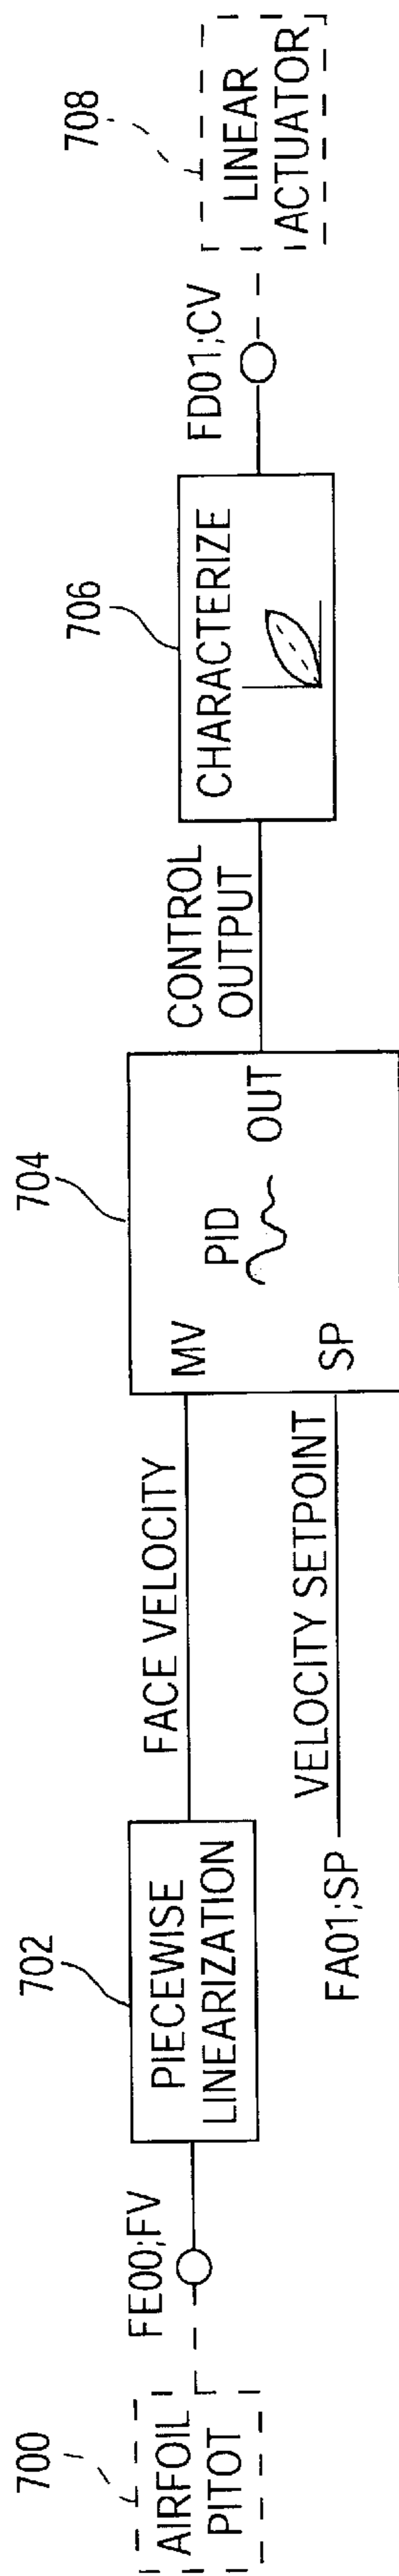 700
AIRFOIL
PITOT
FE00;FV
702
PIECEWISE
LINEARIZATION
FACE VELOCITY
FA01;SP
VELOCITY SETPOINT
704
MV
SP
PID
OUT
CONTROL
OUTPUT
706
CHARACTERIZE
FD01;CV
708
LINEAR
ACTUATOR